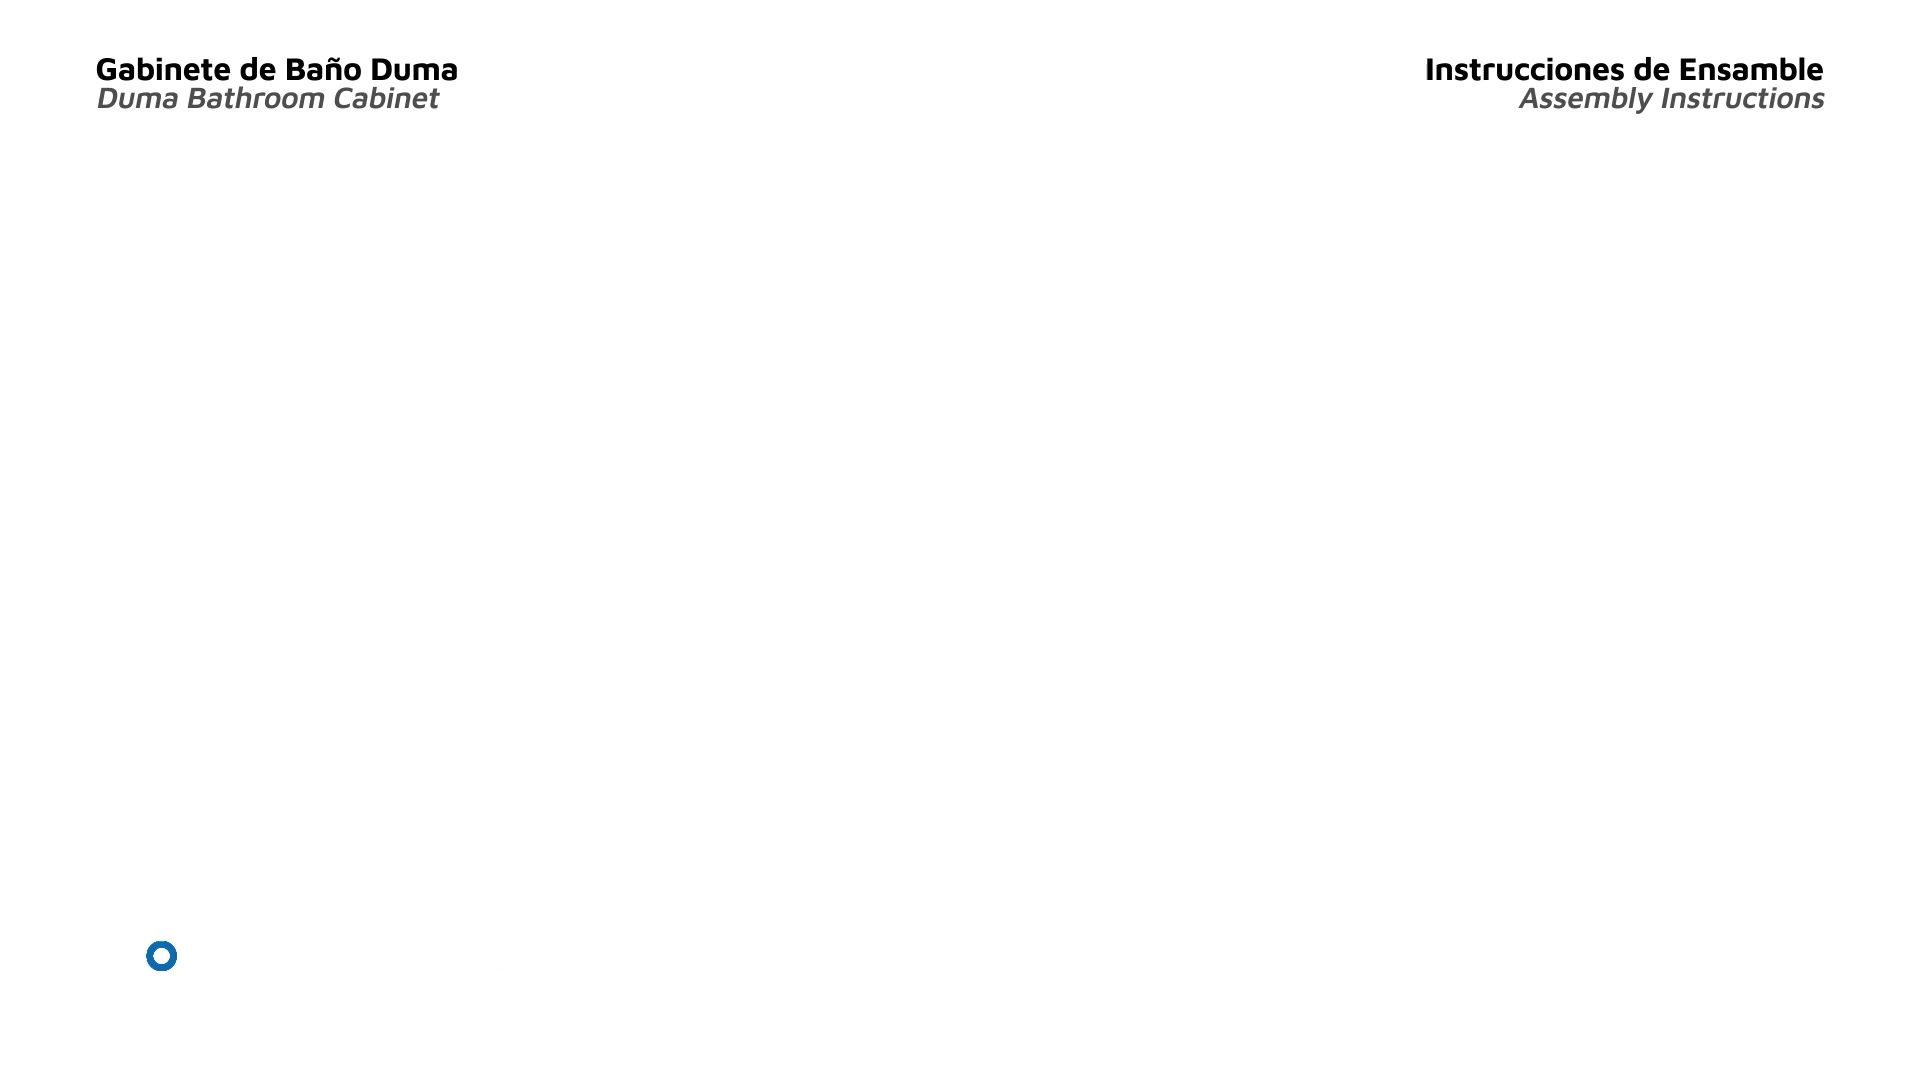 Gabinete de Baño Duma
Duma Bathroom Cabinet
Instrucciones de Ensamble
Assembly Instructions